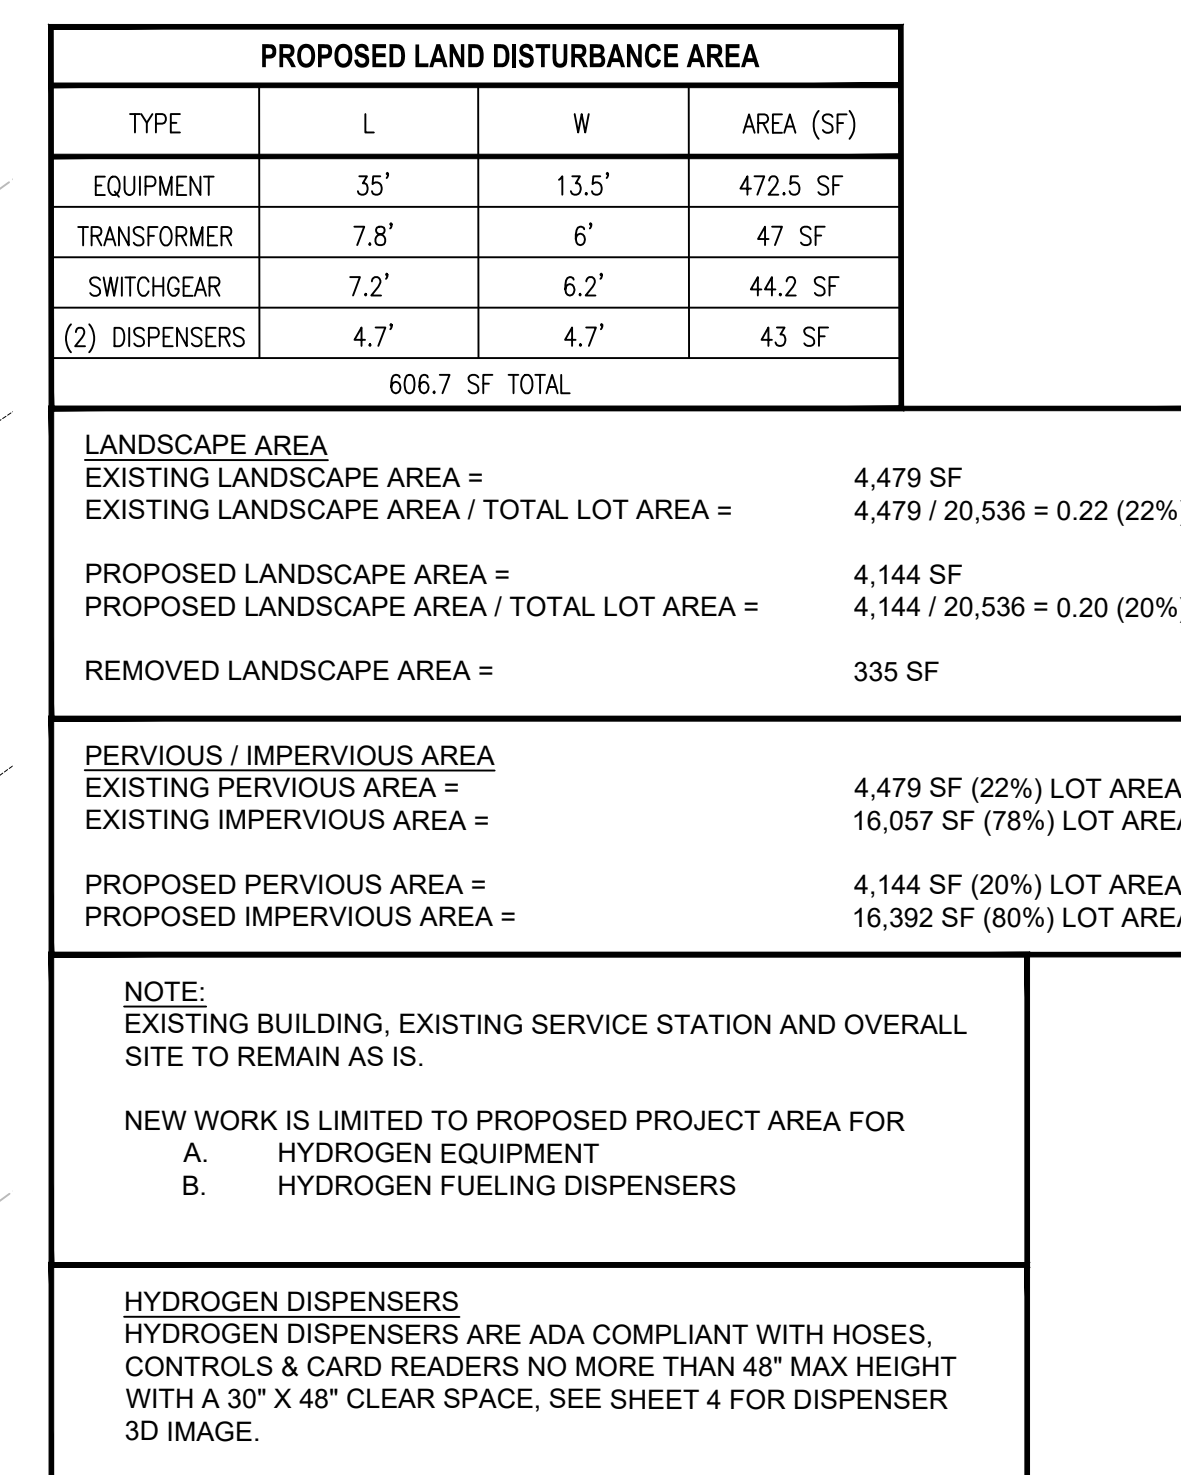 PROPOSED LAND DISTURBANCE AREA
TYPE L W AREA (SF)
EQUIPMENT 35' 13.5' 472.5 SF
TRANSFORMER 7.8' 6' 47 SF
SWITCHGEAR 7.2' 6.2' 44.2 SF
(2) DISPENSERS 4.7' 4.7' 43 SF
606.7 SF TOTAL
LANDSCAPE AREA
EXISTING LANDSCAPE AREA = 4,479 SF
EXISTING LANDSCAPE AREA / TOTAL LOT AREA = 4,479 / 20,536 = 0.22 (22%)
PROPOSED LANDSCAPE AREA = 4,144 SF
PROPOSED LANDSCAPE AREA / TOTAL LOT AREA = 4,144 / 20,536 = 0.20 (20%)
REMOVED LANDSCAPE AREA = 335 SF
PERVIOUS / IMPERVIOUS AREA
EXISTING PERVIOUS AREA = 4,479 SF (22%) LOT AREA
EXISTING IMPERVIOUS AREA = 16,057 SF (78%) LOT AREA
PROPOSED PERVIOUS AREA = 4,144 SF (20%) LOT AREA
PROPOSED IMPERVIOUS AREA = 16,392 SF (80%) LOT AREA
NOTE:
EXISTING BUILDING, EXISTING SERVICE STATION AND OVERALL
SITE TO REMAIN AS IS.
NEW WORK IS LIMITED TO PROPOSED PROJECT AREA FOR
A. HYDROGEN EQUIPMENT
B. HYDROGEN FUELING DISPENSERS
HYDROGEN DISPENSERS
HYDROGEN DISPENSERS ARE ADA COMPLIANT WITH HOSES,
CONTROLS & CARD READERS NO MORE THAN 48" MAX HEIGHT
WITH A 30" X 48" CLEAR SPACE, SEE SHEET 4 FOR DISPENSER
3D IMAGE.